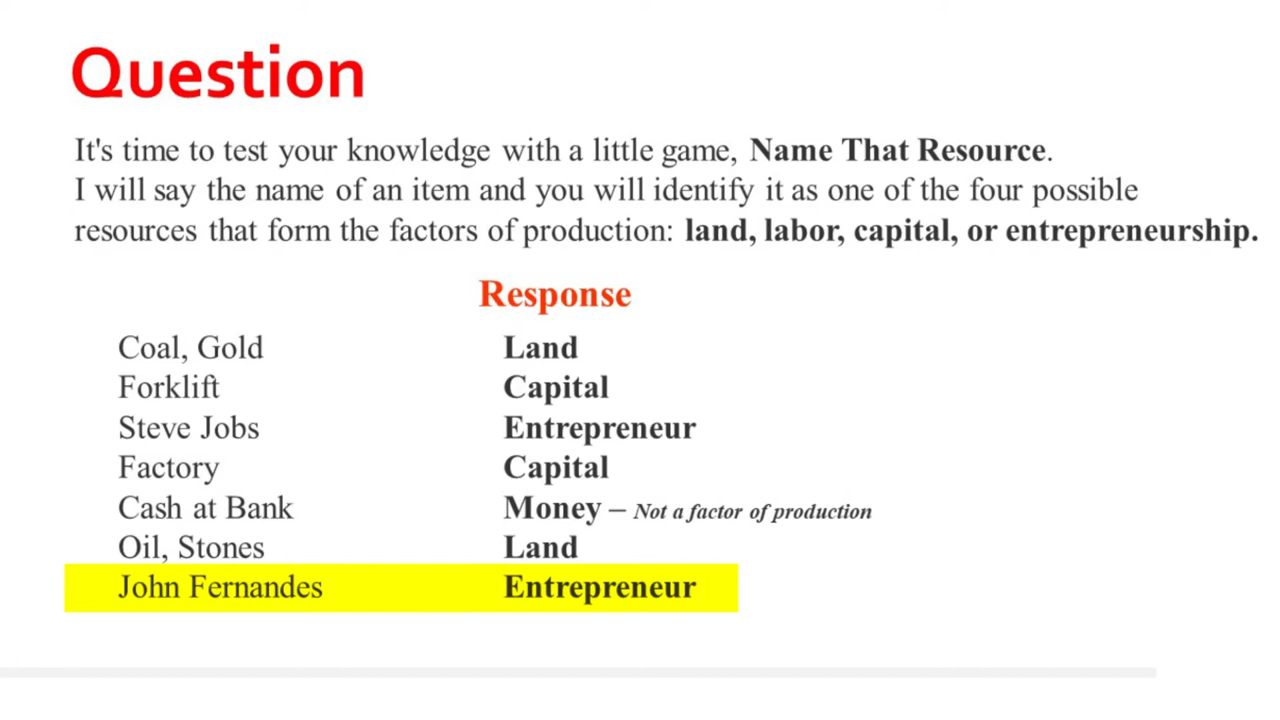 Question
It's time to test your knowledge with a little game, Name That Resource.
I will say the name of an item and you will identify it as one of the four possible
resources that form the factors of production: land, labor, capital, or entrepreneurship.
Response
Coal, Gold Land
Forklift Capital
Steve Jobs Entrepreneur
Factory Capital
Cash at Bank Money – Not a factor of production
Oil, Stones Land
John Fernandes Entrepreneur